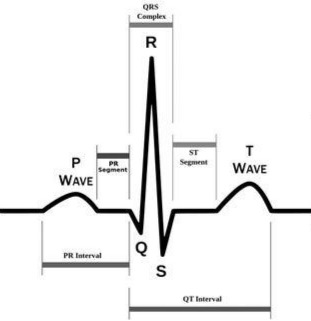 QRS
Complex
R
P
WAVE
PR
Segment
ST
Segment
T
WAVE
Q
S
PR Interval
QT Interval